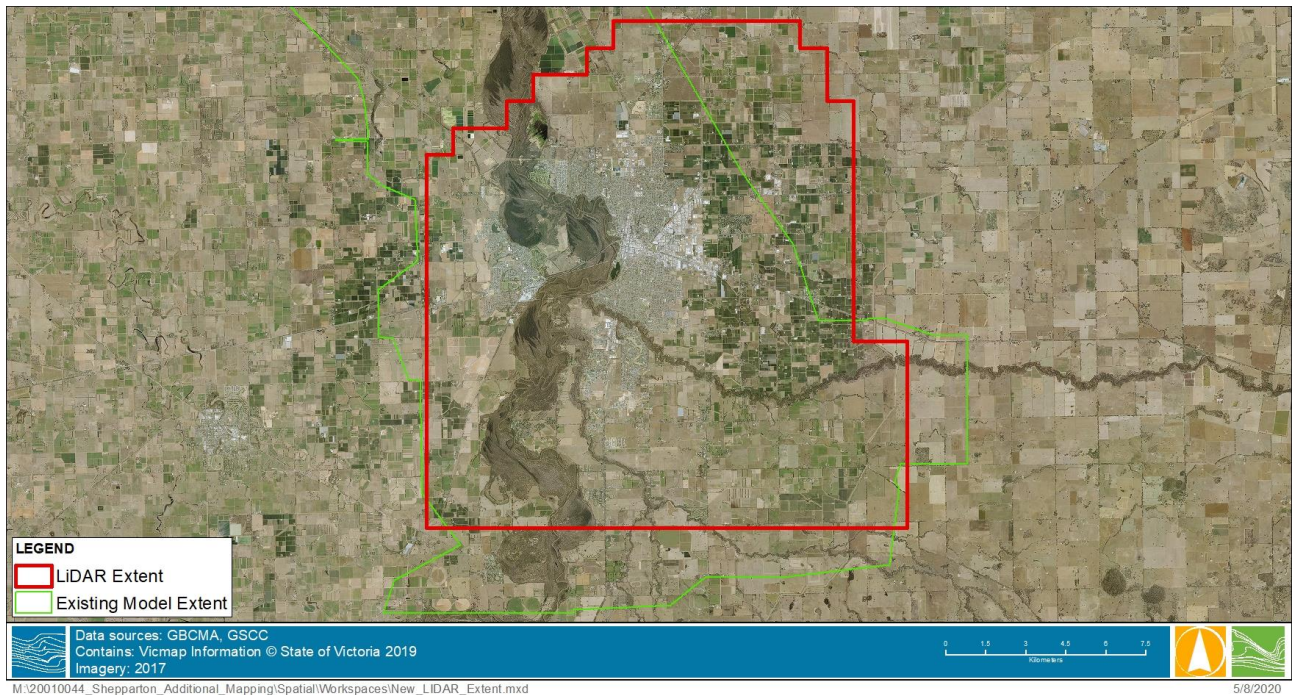 LEGEND
LiDAR Extent
Existing Model Extent
Data sources: GBCMA, GSCC
Contains: Vicmap Information © State of Victoria 2019
Imagery: 2017
0 1.5 3 4.5 6 7.5
Kilometers
M:\20010044_Shepparton_Additional_Mapping\Spatial\Workspaces\New_LIDAR_Extent.mxd
5/8/2020